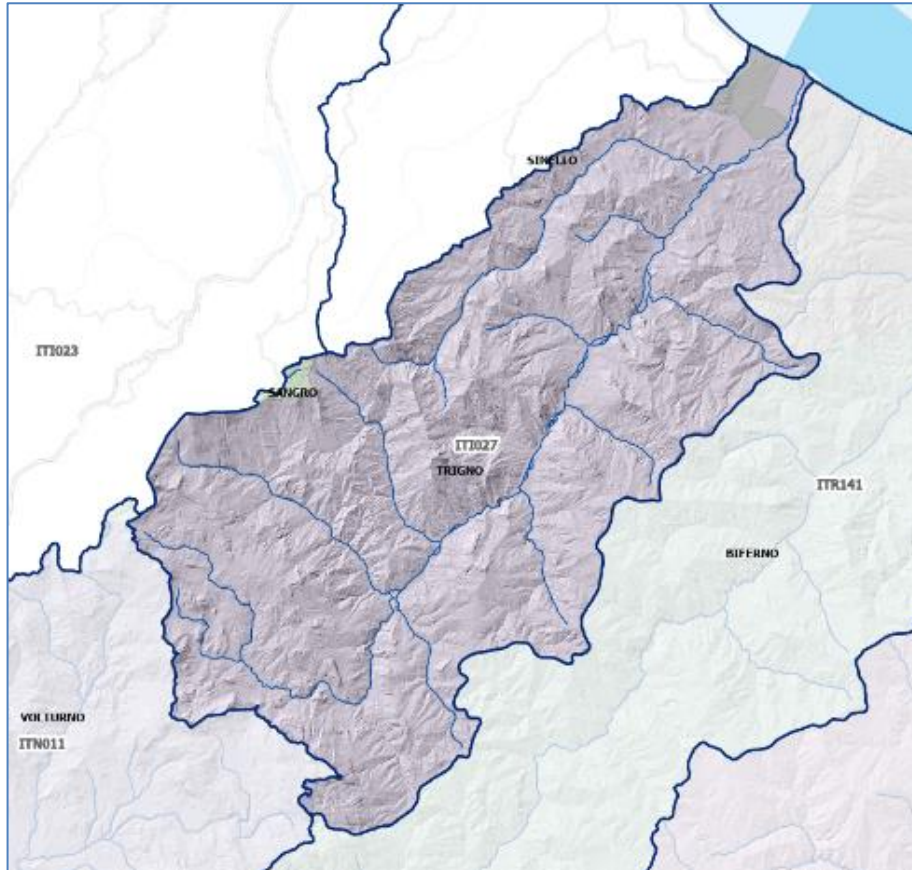 SINELLO
ITI023
SANGRO
ITI027
TRIGNO
ITR141
BIFERNO
VOLTURNO
ITN011